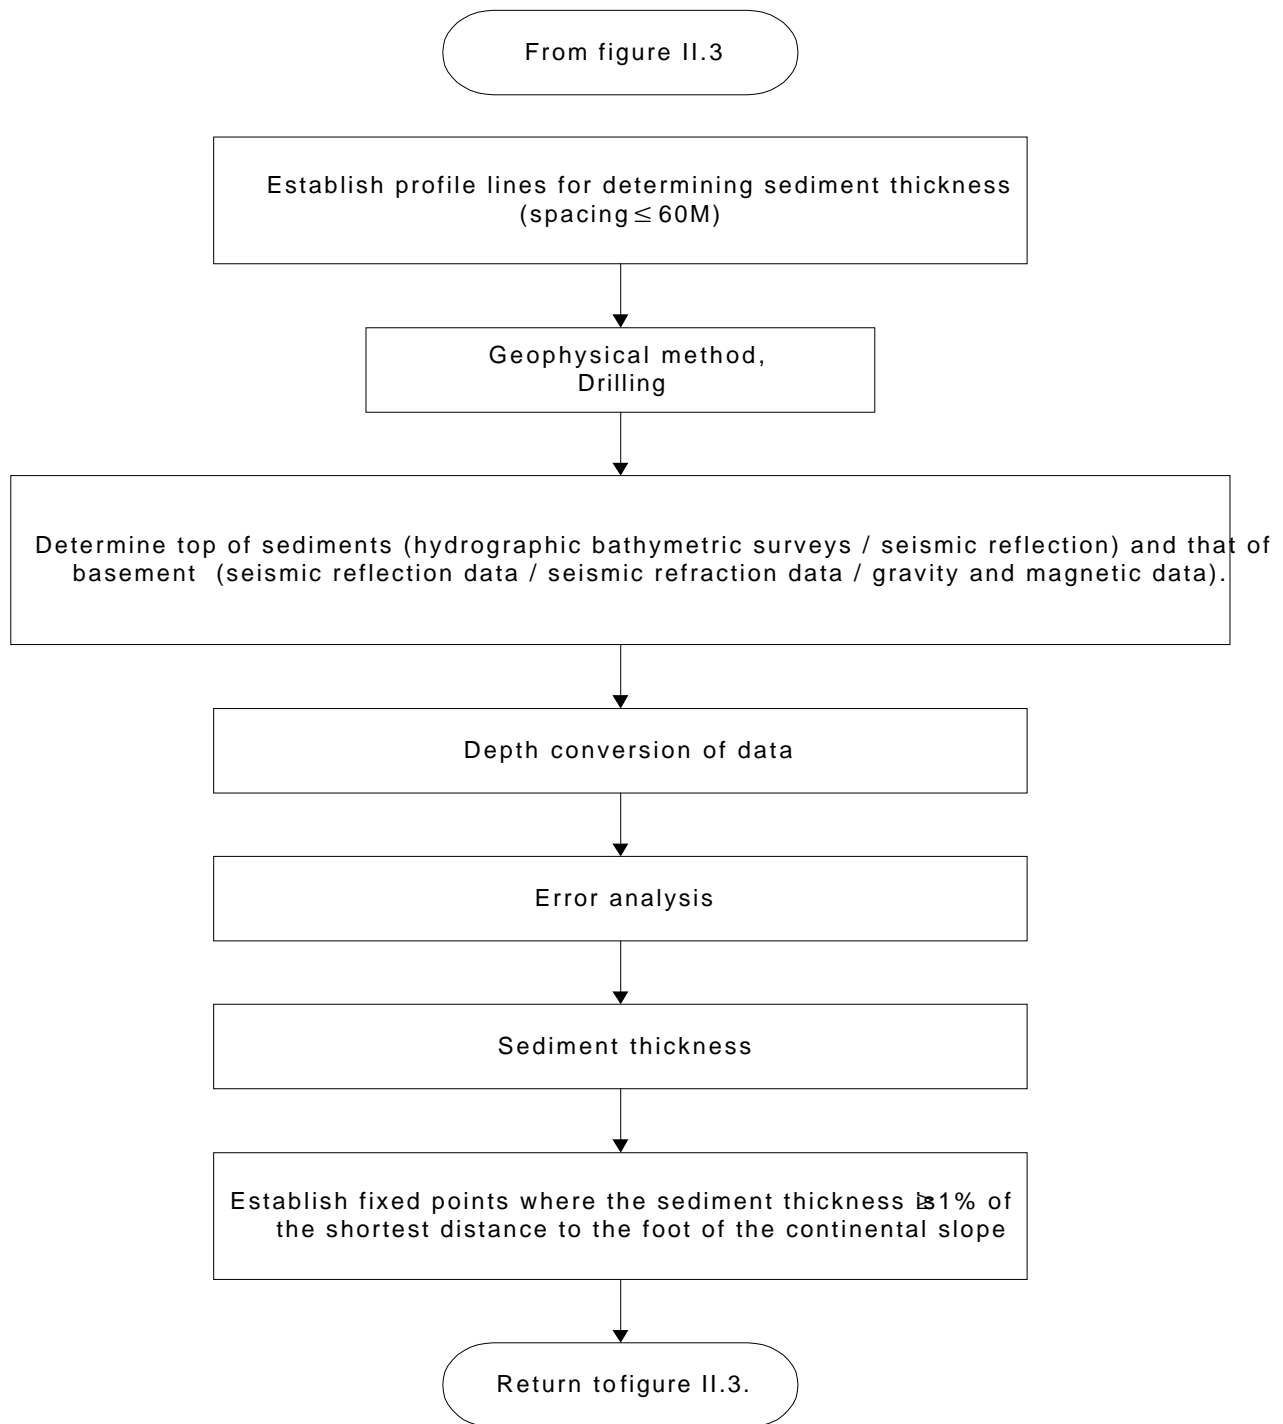 From figure II.3
Establish profile lines for determining sediment thickness
(spacing ≤ 60M)
Geophysical method,
Drilling
Determine top of sediments (hydrographic bathymetric surveys / seismic reflection) and that of
basement (seismic reflection data / seismic refraction data / gravity and magnetic data).
Depth conversion of data
Error analysis
Sediment thickness
Establish fixed points where the sediment thickness is ≥ 1% of
the shortest distance to the foot of the continental slope
Return tofigure II.3.